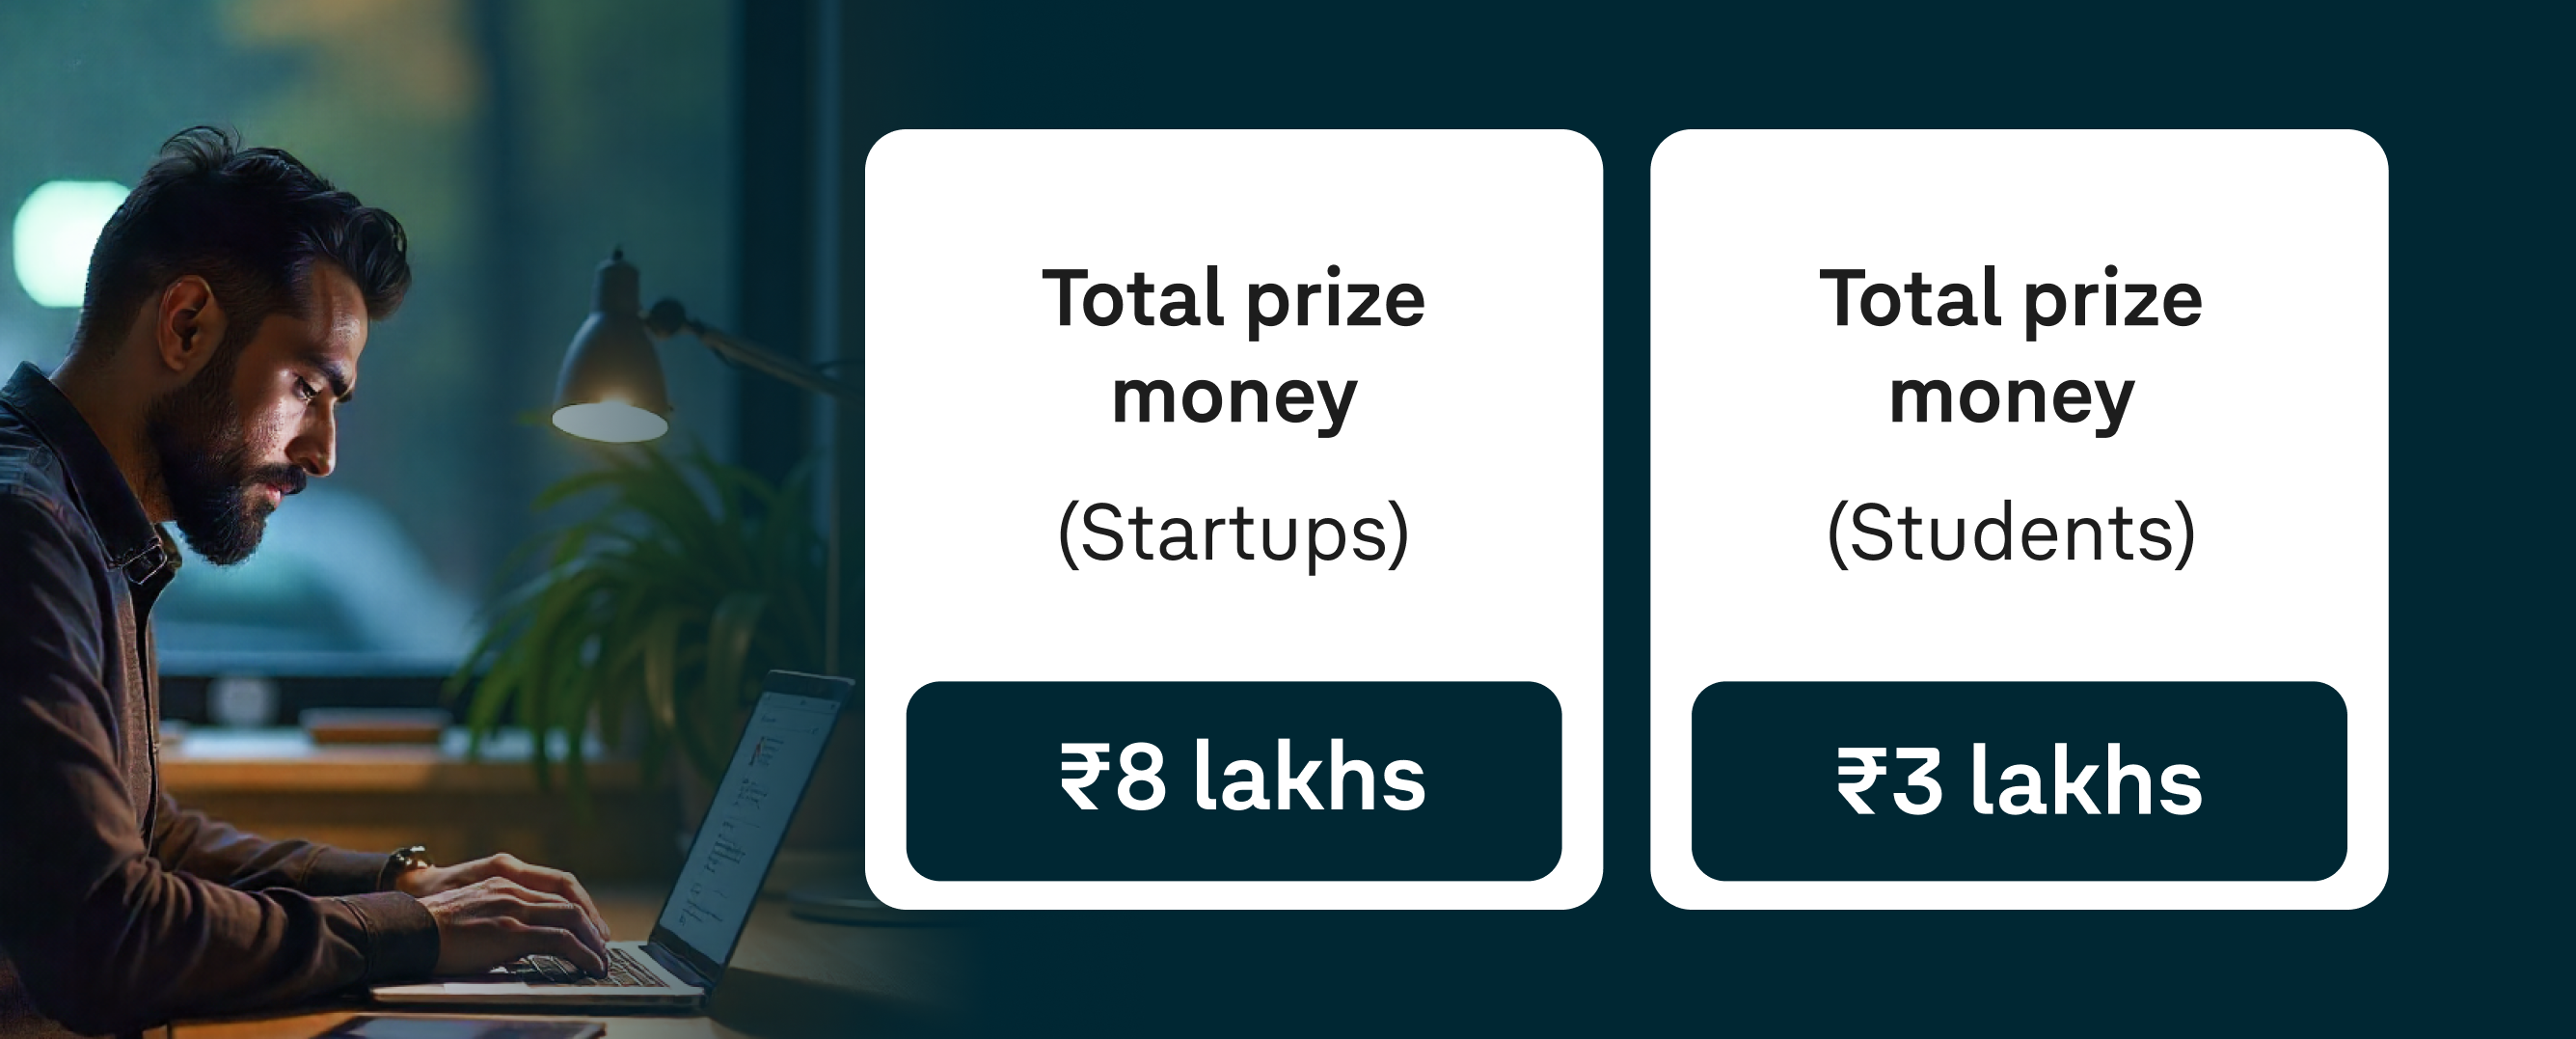 Total prize
money
(Startups)
₹8 lakhs
Total prize
money
(Students)
₹3 lakhs